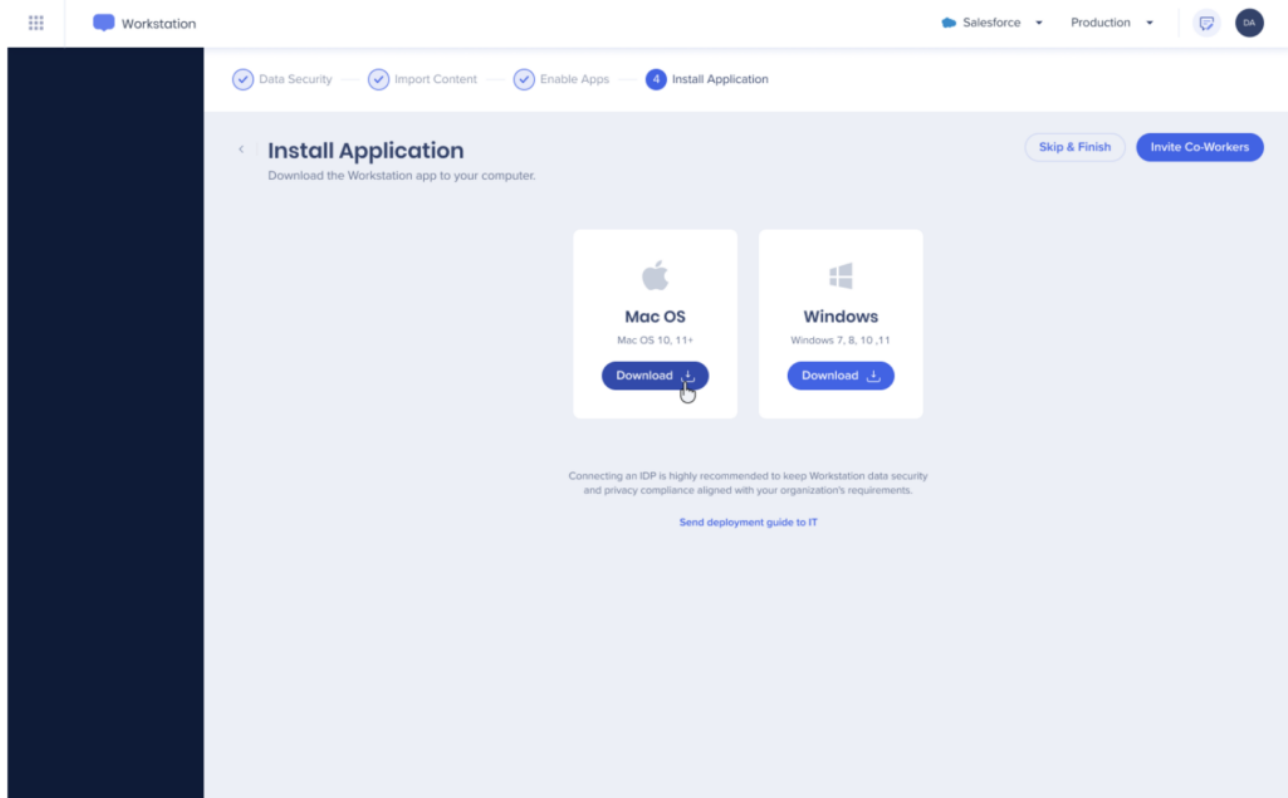 Workstation
Salesforce
Production
DA
Data Security
Import Content
Enable Apps
4 Install Application
Install Application
Download the Workstation app to your computer.
Skip & Finish
Invite Co-Workers
Mac OS
Mac OS 10, 11+
Download
Windows
Windows 7, 8, 10 ,11
Download
Connecting an IDP is highly recommended to keep Workstation data security
and privacy compliance aligned with your organization's requirements.
Send deployment guide to IT